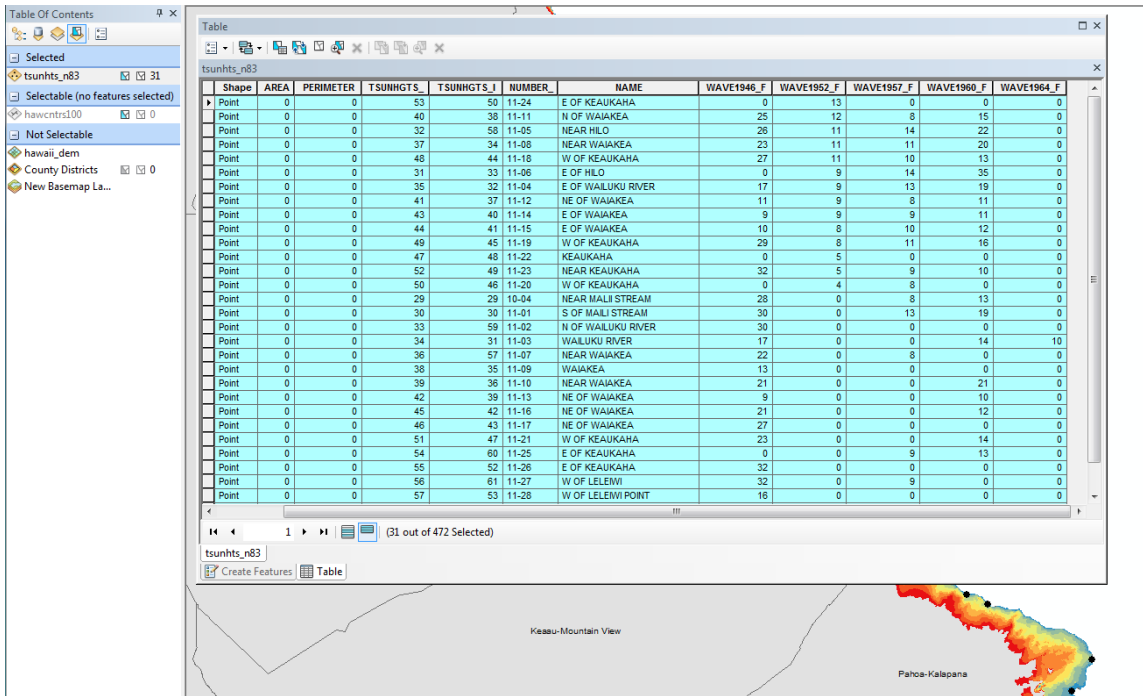 Table Of Contents
Selected
tsunhts_n83 31
Selectable (no features selected)
hawcntrs100 0
Not Selectable
hawaii_dem
County Districts 0
New Basemap La...
Table
tsunhts_n83
Shape AREA PERIMETER TSUNHGTS_ TSUNHGTS_I NUMBER_ NAME WAVE1946_F WAVE1952_F WAVE1957_F WAVE1960_F WAVE1964_F
Point 0 0 53 50 11-24 E OF KEAUKAHA 0 13 0 0 0
Point 0 0 40 38 11-11 N OF WAIAKEA 25 12 8 15 0
Point 0 0 32 58 11-05 NEAR HILO 26 11 14 22 0
Point 0 0 37 34 11-08 NEAR WAIAKEA 23 11 11 20 0
Point 0 0 48 44 11-18 W OF KEAUKAHA 27 11 10 13 0
Point 0 0 31 33 11-06 E OF HILO 0 9 14 35 0
Point 0 0 35 32 11-04 E OF WAILUKU RIVER 17 9 13 19 0
Point 0 0 41 37 11-12 NE OF WAIAKEA 11 9 8 11 0
Point 0 0 43 40 11-14 E OF WAIAKEA 9 9 9 11 0
Point 0 0 44 41 11-15 E OF WAIAKEA 10 8 10 12 0
Point 0 0 49 45 11-19 W OF KEAUKAHA 29 8 11 16 0
Point 0 0 47 48 11-22 KEAUKAHA 0 5 0 0 0
Point 0 0 52 49 11-23 NEAR KEAUKAHA 32 5 9 10 0
Point 0 0 50 46 11-20 W OF KEAUKAHA 0 4 8 0 0
Point 0 0 29 29 10-04 NEAR MALII STREAM 28 0 8 13 0
Point 0 0 30 30 11-01 S OF MAILI STREAM 30 0 13 19 0
Point 0 0 33 59 11-02 N OF WAILUKU RIVER 30 0 0 0 0
Point 0 0 34 31 11-03 WAILUKU RIVER 17 0 0 14 10
Point 0 0 36 57 11-07 NEAR WAIAKEA 22 0 8 0 0
Point 0 0 38 35 11-09 WAIAKEA 13 0 0 0 0
Point 0 0 39 36 11-10 NEAR WAIAKEA 21 0 0 21 0
Point 0 0 42 39 11-13 NE OF WAIAKEA 9 0 0 10 0
Point 0 0 45 42 11-16 NE OF WAIAKEA 21 0 0 12 0
Point 0 0 46 43 11-17 NE OF WAIAKEA 27 0 0 0 0
Point 0 0 51 47 11-21 W OF KEAUKAHA 23 0 0 14 0
Point 0 0 54 60 11-25 E OF KEAUKAHA 0 0 9 13 0
Point 0 0 55 52 11-26 E OF KEAUKAHA 32 0 0 0 0
Point 0 0 56 61 11-27 W OF LELEIWI 32 0 9 0 0
Point 0 0 57 53 11-28 W OF LELEIWI POINT 16 0 0 0 0
1 (31 out of 472 Selected)
tsunhts_n83
Create Features Table
Keaau-Mountain View
Pahoa-Kalapana